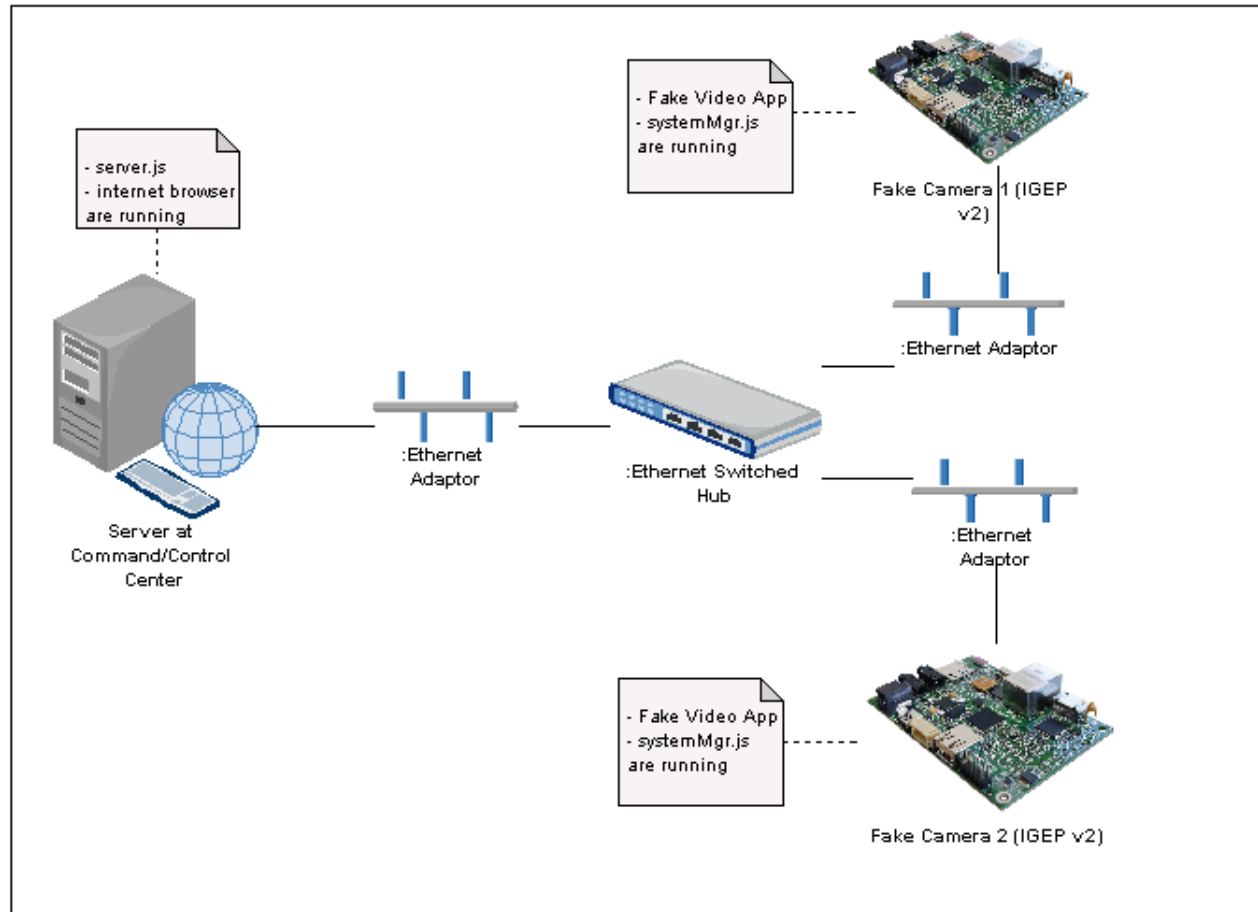 - server.js
- internet browser
are running
Server at
Command/Control
Center
:Ethernet
Adaptor
:Ethernet Switched
Hub
- Fake Video App
- systemMgr.js
are running
Fake Camera 1 (IGEP
v2)
:Ethernet Adaptor
:Ethernet
Adaptor
- Fake Video App
- systemMgr.js
are running
Fake Camera 2 (IGEP v2)